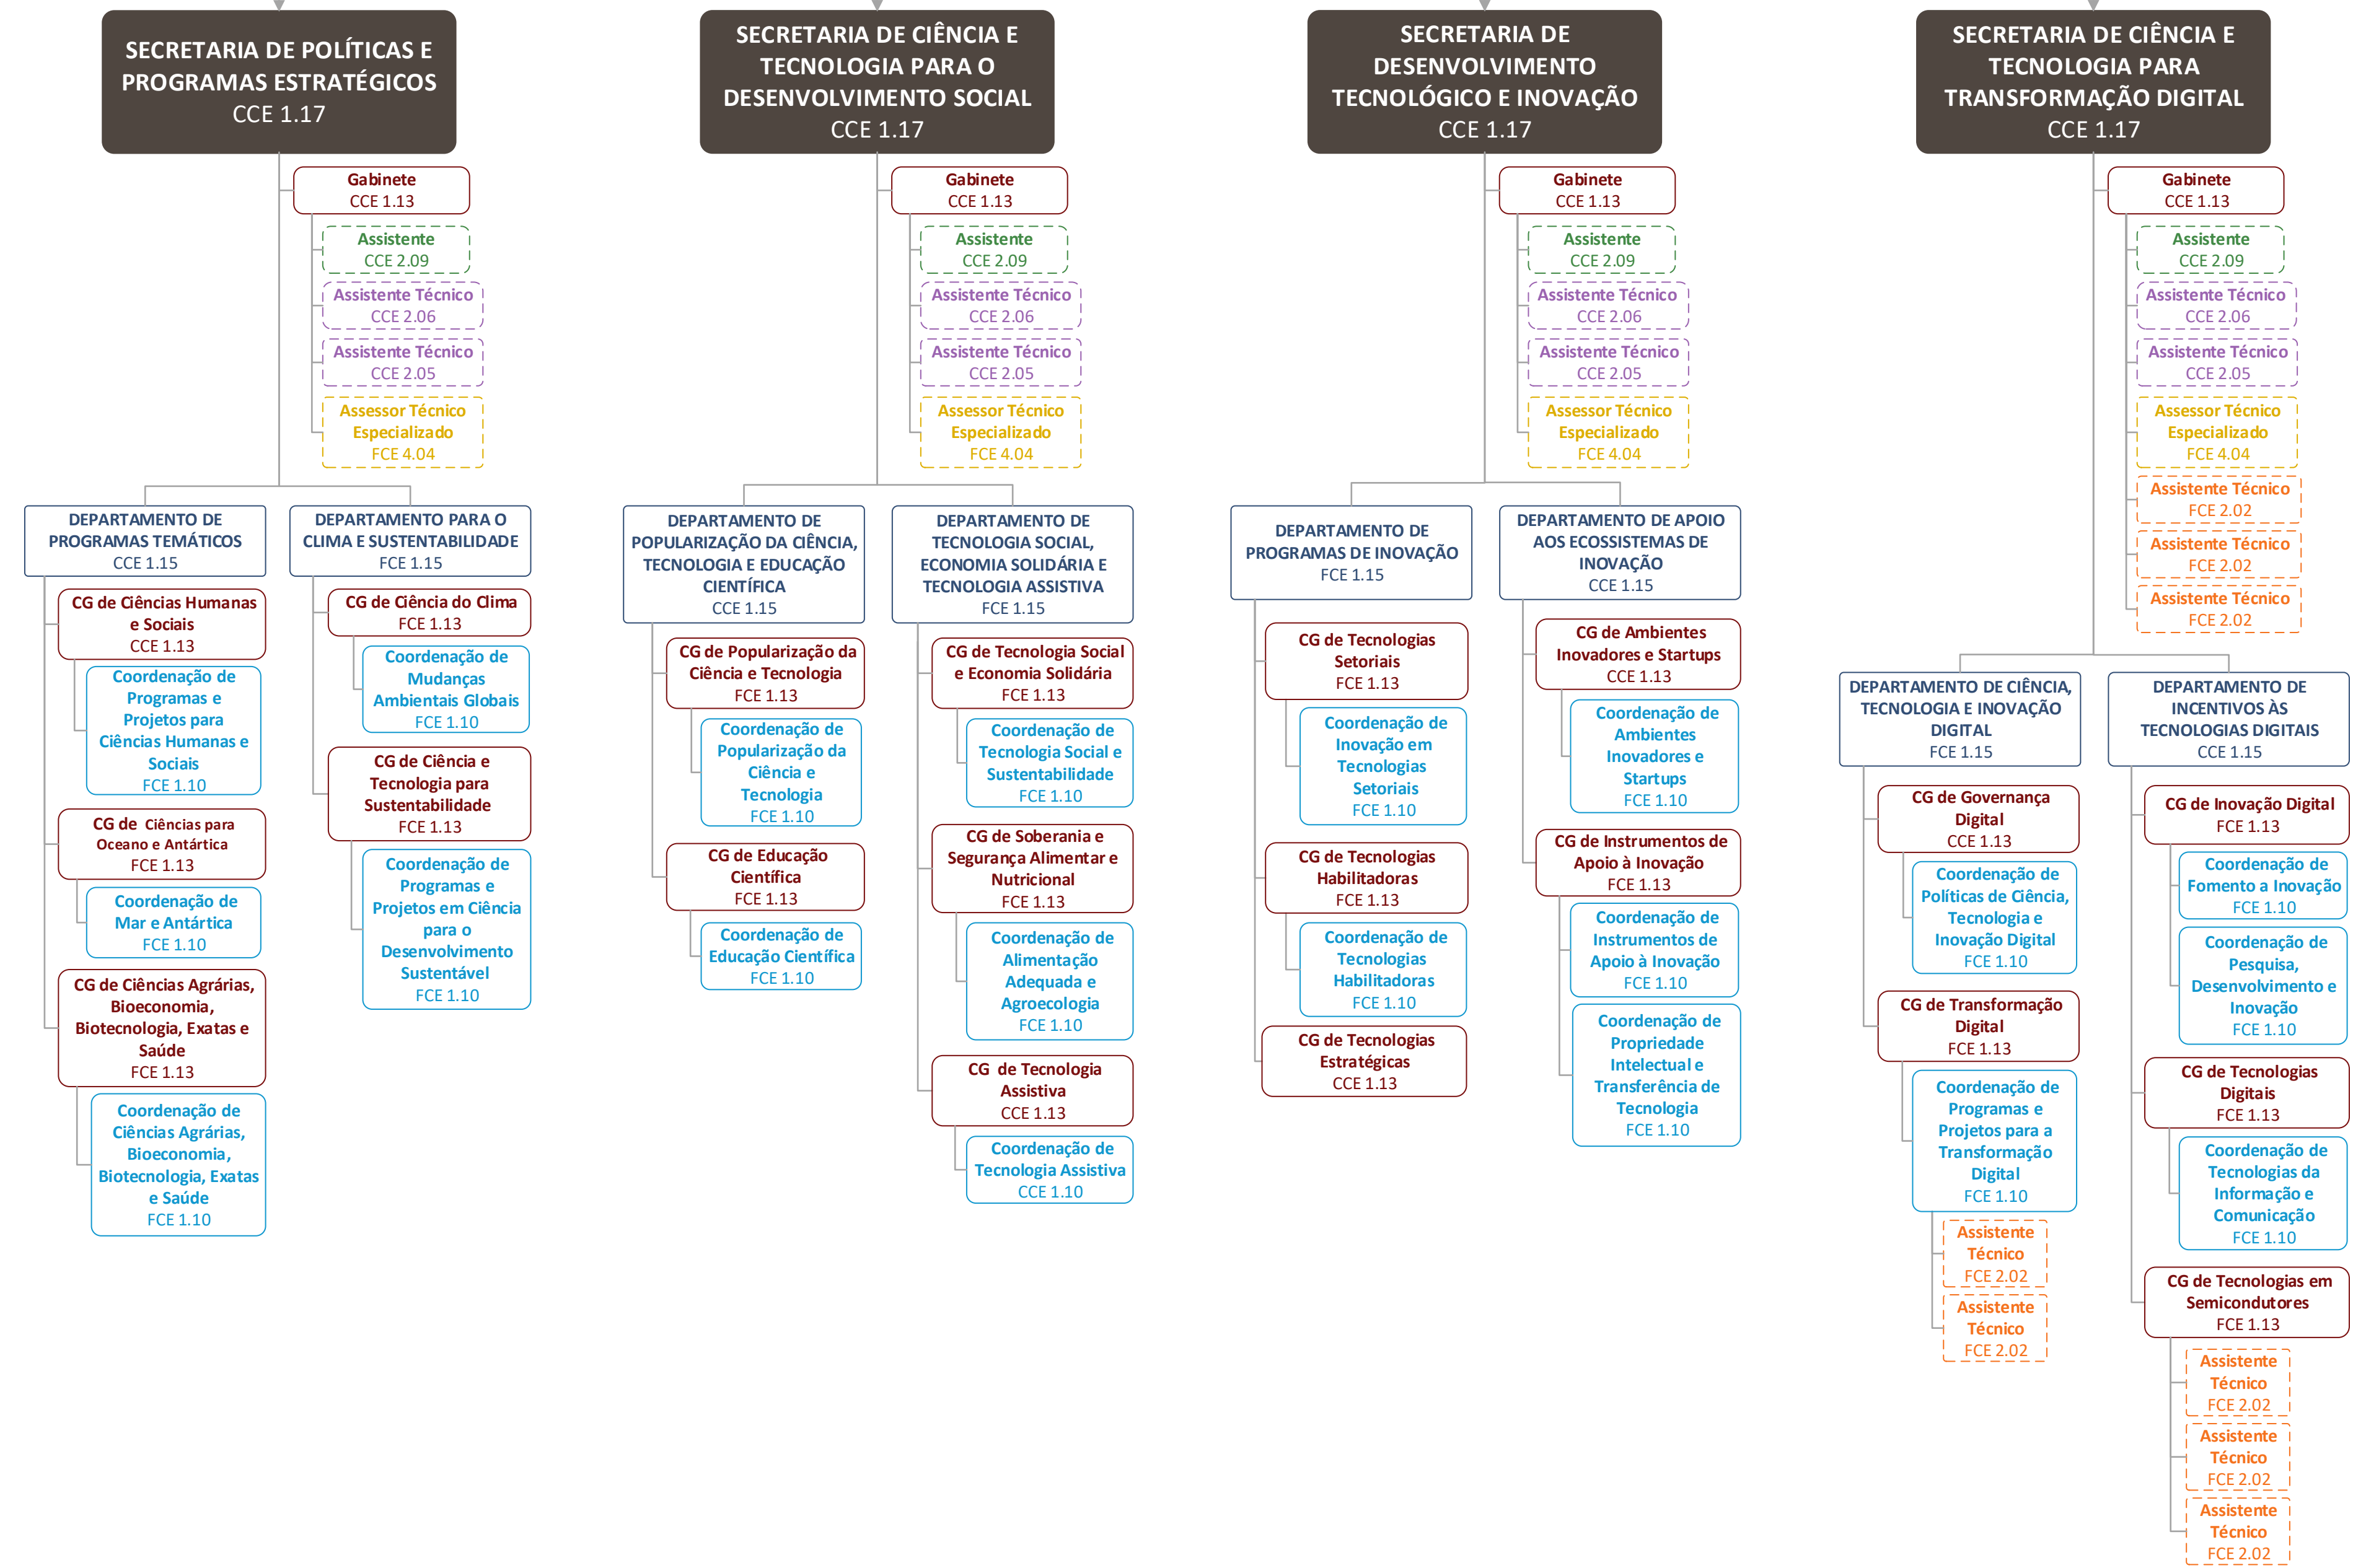 SECRETARIA DE POLÍTICAS E
PROGRAMAS ESTRATÉGICOS
CCE 1.17
Gabinete
CCE 1.13
Assistente
CCE 2.09
Assistente Técnico
CCE 2.06
Assistente Técnico
CCE 2.05
Assessor Técnico
Especializado
FCE 4.04
DEPARTAMENTO DE
PROGRAMAS TEMÁTICOS
CCE 1.15
CG de Ciências Humanas
e Sociais
CCE 1.13
Coordenação de
Programas e
Projetos para
Ciências Humanas e
Sociais
FCE 1.10
CG de Ciências para
Oceano e Antártica
FCE 1.13
Coordenação de
Mar e Antártica
FCE 1.10
CG de Ciências Agrárias,
Bioeconomia,
Biotecnologia, Exatas e
Saúde
FCE 1.13
Coordenação de
Ciências Agrárias,
Bioeconomia,
Biotecnologia, Exatas
e Saúde
FCE 1.10
DEPARTAMENTO PARA O
CLIMA E SUSTENTABILIDADE
FCE 1.15
CG de Ciência do Clima
FCE 1.13
Coordenação de
Mudanças
Ambientais Globais
FCE 1.10
CG de Ciência e
Tecnologia para
Sustentabilidade
FCE 1.13
Coordenação de
Programas e
Projetos em Ciência
para o
Desenvolvimento
Sustentável
FCE 1.10
SECRETARIA DE CIÊNCIA E
TECNOLOGIA PARA O
DESENVOLVIMENTO SOCIAL
CCE 1.17
Gabinete
CCE 1.13
Assistente
CCE 2.09
Assistente Técnico
CCE 2.06
Assistente Técnico
CCE 2.05
Assessor Técnico
Especializado
FCE 4.04
DEPARTAMENTO DE
POPULARIZAÇÃO DA CIÊNCIA,
TECNOLOGIA E EDUCAÇÃO
CIENTÍFICA
CCE 1.15
CG de Popularização da
Ciência e Tecnologia
FCE 1.13
Coordenação de
Popularização da
Ciência e
Tecnologia
FCE 1.10
CG de Educação
Científica
FCE 1.13
Coordenação de
Educação Científica
FCE 1.10
DEPARTAMENTO DE
TECNOLOGIA SOCIAL,
ECONOMIA SOLIDÁRIA E
TECNOLOGIA ASSISTIVA
FCE 1.15
CG de Tecnologia Social
e Economia Solidária
FCE 1.13
Coordenação de
Tecnologia Social e
Sustentabilidade
FCE 1.10
CG de Soberania e
Segurança Alimentar e
Nutricional
FCE 1.13
Coordenação de
Alimentação
Adequada e
Agroecologia
FCE 1.10
CG de Tecnologia
Assistiva
CCE 1.13
Coordenação de
Tecnologia Assistiva
CCE 1.10
SECRETARIA DE
DESENVOLVIMENTO
TECNOLÓGICO E INOVAÇÃO
CCE 1.17
Gabinete
CCE 1.13
Assistente
CCE 2.09
Assistente Técnico
CCE 2.06
Assistente Técnico
CCE 2.05
Assessor Técnico
Especializado
FCE 4.04
DEPARTAMENTO DE
PROGRAMAS DE INOVAÇÃO
FCE 1.15
CG de Tecnologias
Setoriais
FCE 1.13
Coordenação de
Inovação em
Tecnologias
Setoriais
FCE 1.10
CG de Tecnologias
Habilitadoras
FCE 1.13
Coordenação de
Tecnologias
Habilitadoras
FCE 1.10
CG de Tecnologias
Estratégicas
CCE 1.13
DEPARTAMENTO DE APOIO
AOS ECOSSISTEMAS DE
INOVAÇÃO
CCE 1.15
CG de Ambientes
Inovadores e Startups
CCE 1.13
Coordenação de
Ambientes
Inovadores e
Startups
FCE 1.10
CG de Instrumentos de
Apoio à Inovação
FCE 1.13
Coordenação de
Instrumentos de
Apoio à Inovação
FCE 1.10
Coordenação de
Propriedade
Intelectual e
Transferência de
Tecnologia
FCE 1.10
SECRETARIA DE CIÊNCIA E
TECNOLOGIA PARA
TRANSFORMAÇÃO DIGITAL
CCE 1.17
Gabinete
CCE 1.13
Assistente
CCE 2.09
Assistente Técnico
CCE 2.06
Assistente Técnico
CCE 2.05
Assessor Técnico
Especializado
FCE 4.04
Assistente Técnico
FCE 2.02
Assistente Técnico
FCE 2.02
Assistente Técnico
FCE 2.02
DEPARTAMENTO DE CIÊNCIA,
TECNOLOGIA E INOVAÇÃO
DIGITAL
FCE 1.15
CG de Governança
Digital
CCE 1.13
Coordenação de
Políticas de Ciência,
Tecnologia e
Inovação Digital
FCE 1.10
CG de Transformação
Digital
FCE 1.13
Coordenação de
Programas e
Projetos para a
Transformação
Digital
FCE 1.10
Assistente
Técnico
FCE 2.02
Assistente
Técnico
FCE 2.02
DEPARTAMENTO DE
INCENTIVOS ÀS
TECNOLOGIAS DIGITAIS
CCE 1.15
CG de Inovação Digital
FCE 1.13
Coordenação de
Fomento a Inovação
FCE 1.10
Coordenação de
Pesquisa,
Desenvolvimento e
Inovação
FCE 1.10
CG de Tecnologias
Digitais
FCE 1.13
Coordenação de
Tecnologias da
Informação e
Comunicação
FCE 1.10
CG de Tecnologias em
Semicondutores
FCE 1.13
Assistente
Técnico
FCE 2.02
Assistente
Técnico
FCE 2.02
Assistente
Técnico
FCE 2.02